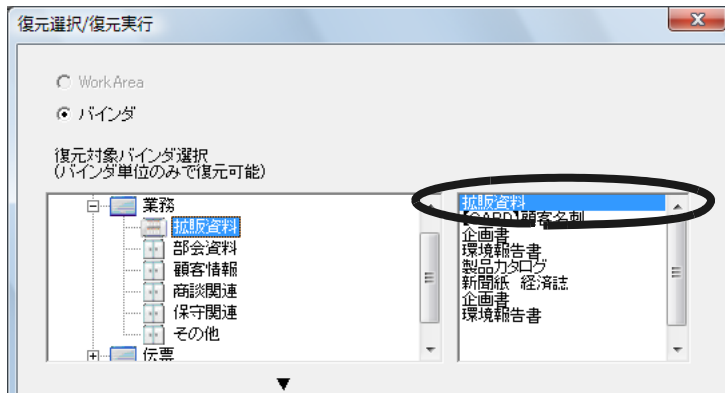 復元選択/復元実行
WorkArea
バインダ
復元対象バインダ選択
(バインダ単位のみで復元可能)
業務
拡販資料
部会資料
顧客情報
商談関連
保守関連
その他
伝票
拡販資料
【CARD】顧客名刺
企画書
環境報告書
製品カタログ
新聞紙 経済誌
企画書
環境報告書